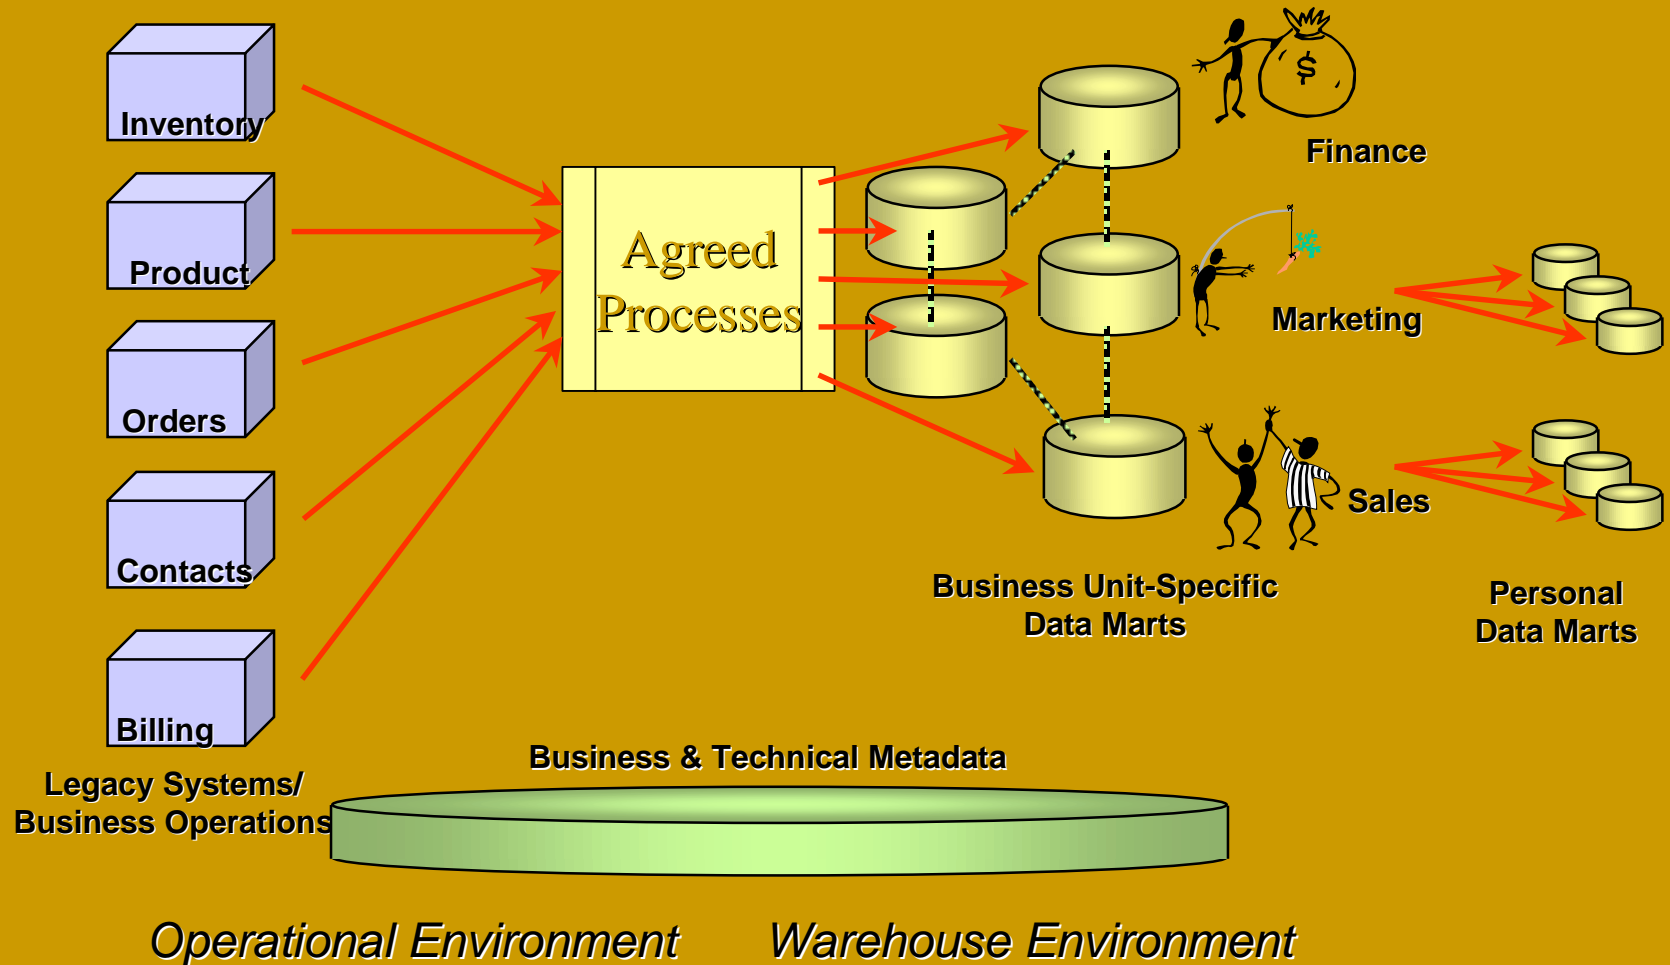 Inventory
Product
Orders
Contacts
Billing
Legacy Systems/
Business Operations
Agreed
Processes
$
Finance
Marketing
Sales
Business Unit-Specific
Data Marts
Personal
Data Marts
Business & Technical Metadata
Operational Environment
Warehouse Environment